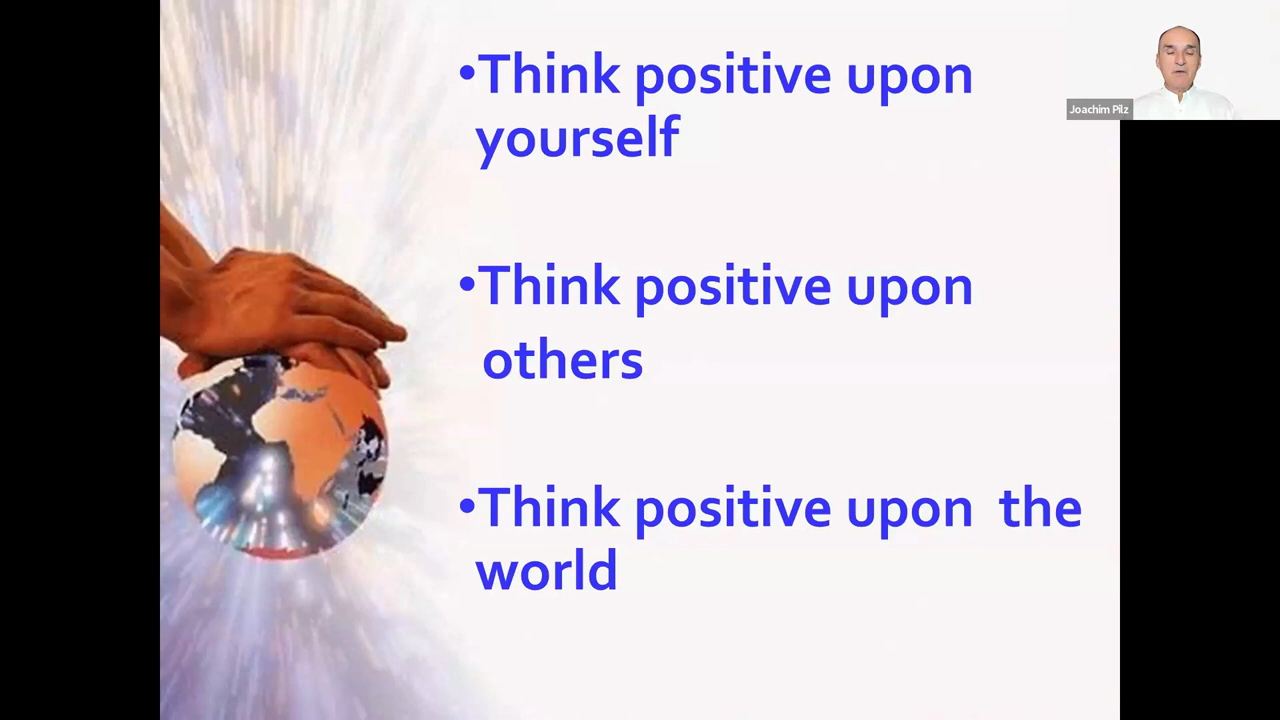 •Think positive upon
yourself
•Think positive upon
others
•Think positive upon  the
world
Joachim Pilz